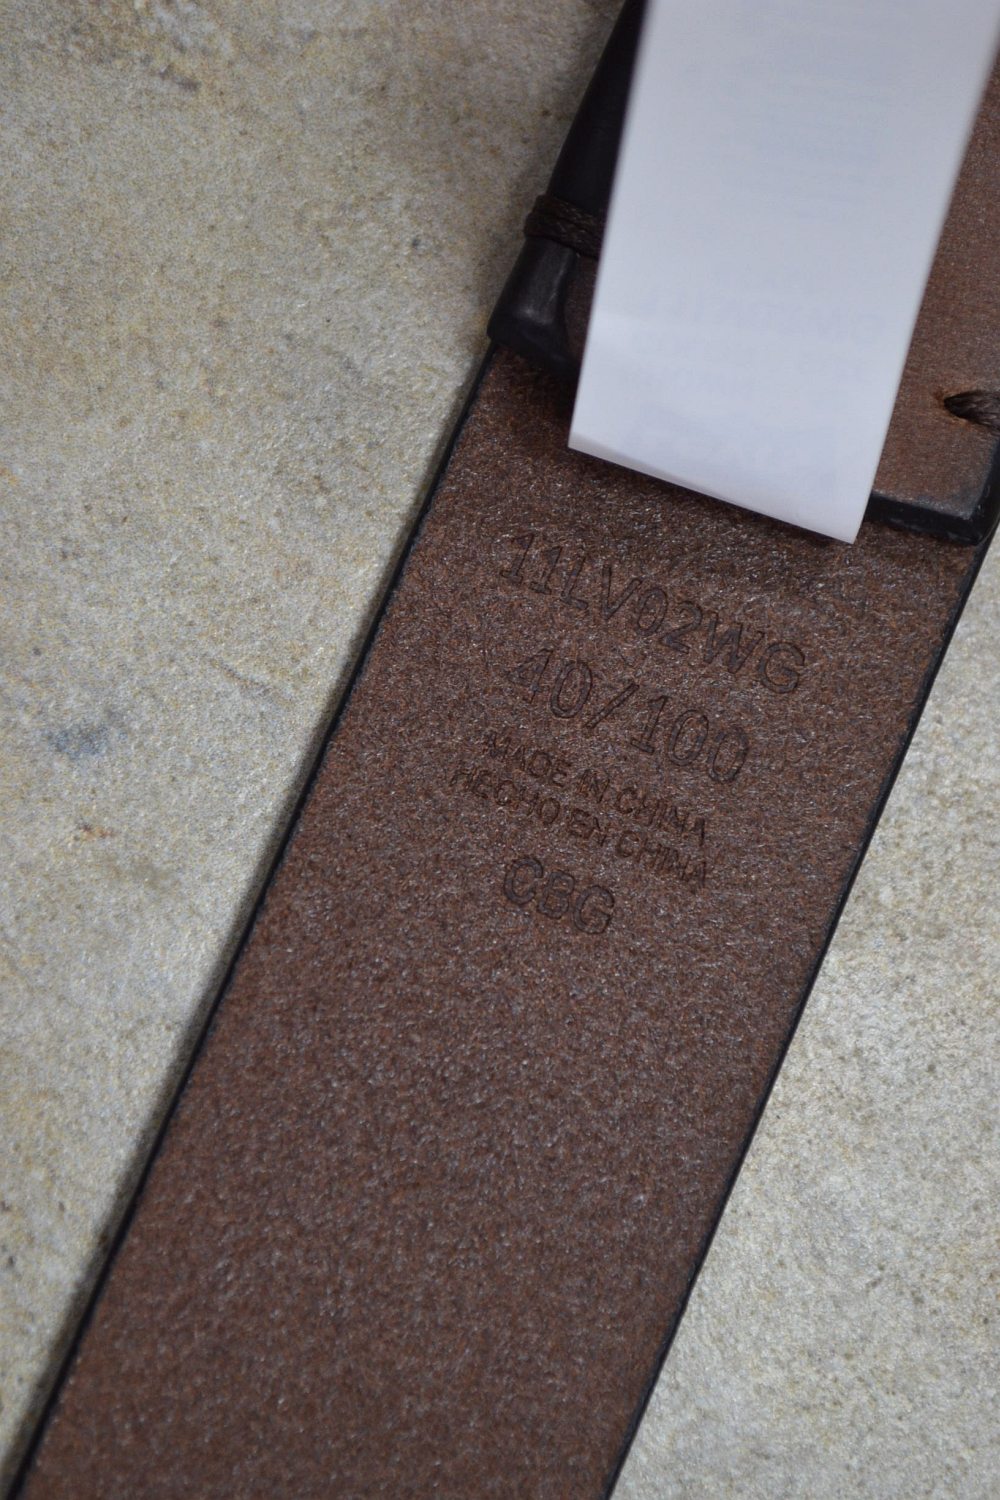 11LV02WG
40/100
MADE IN CHINA
HECHO EN CHINA
CBG